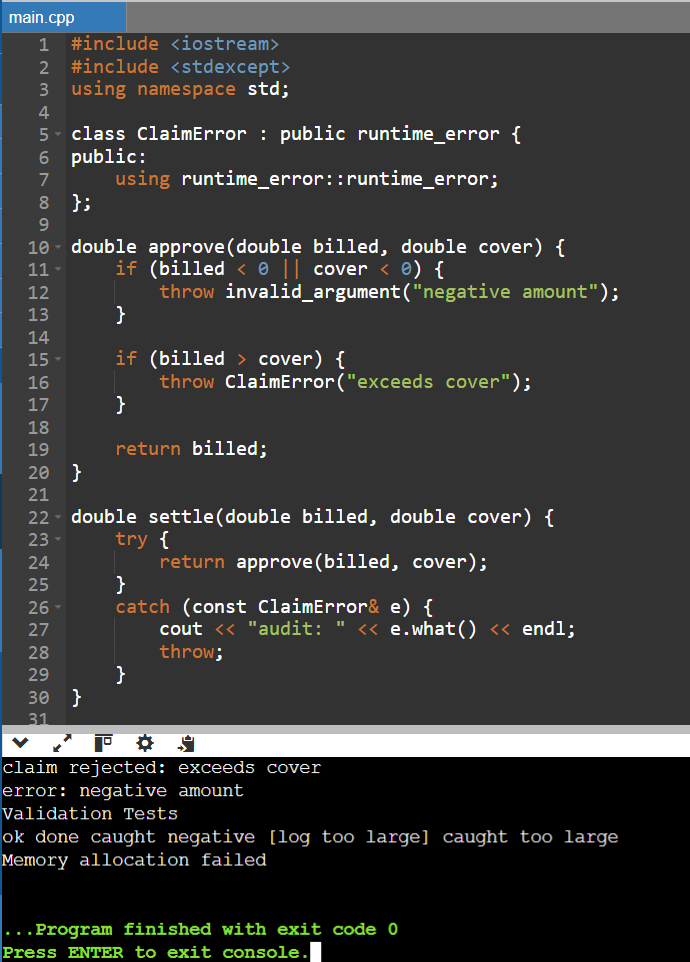 main.cpp
1 #include <iostream>
2 #include <stdexcept>
3 using namespace std;
4
5 class ClaimError : public runtime_error {
6 public:
7     using runtime_error::runtime_error;
8 };
9
10 double approve(double billed, double cover) {
11     if (billed < 0 || cover < 0) {
12         throw invalid_argument("negative amount");
13     }
14
15     if (billed > cover) {
16         throw ClaimError("exceeds cover");
17     }
18
19     return billed;
20 }
21
22 double settle(double billed, double cover) {
23     try {
24         return approve(billed, cover);
25     }
26     catch (const ClaimError& e) {
27         cout << "audit: " << e.what() << endl;
28         throw;
29     }
30 }
31
claim rejected: exceeds cover
error: negative amount
Validation Tests
ok done caught negative [log too large] caught too large
Memory allocation failed
...Program finished with exit code 0
Press ENTER to exit console.